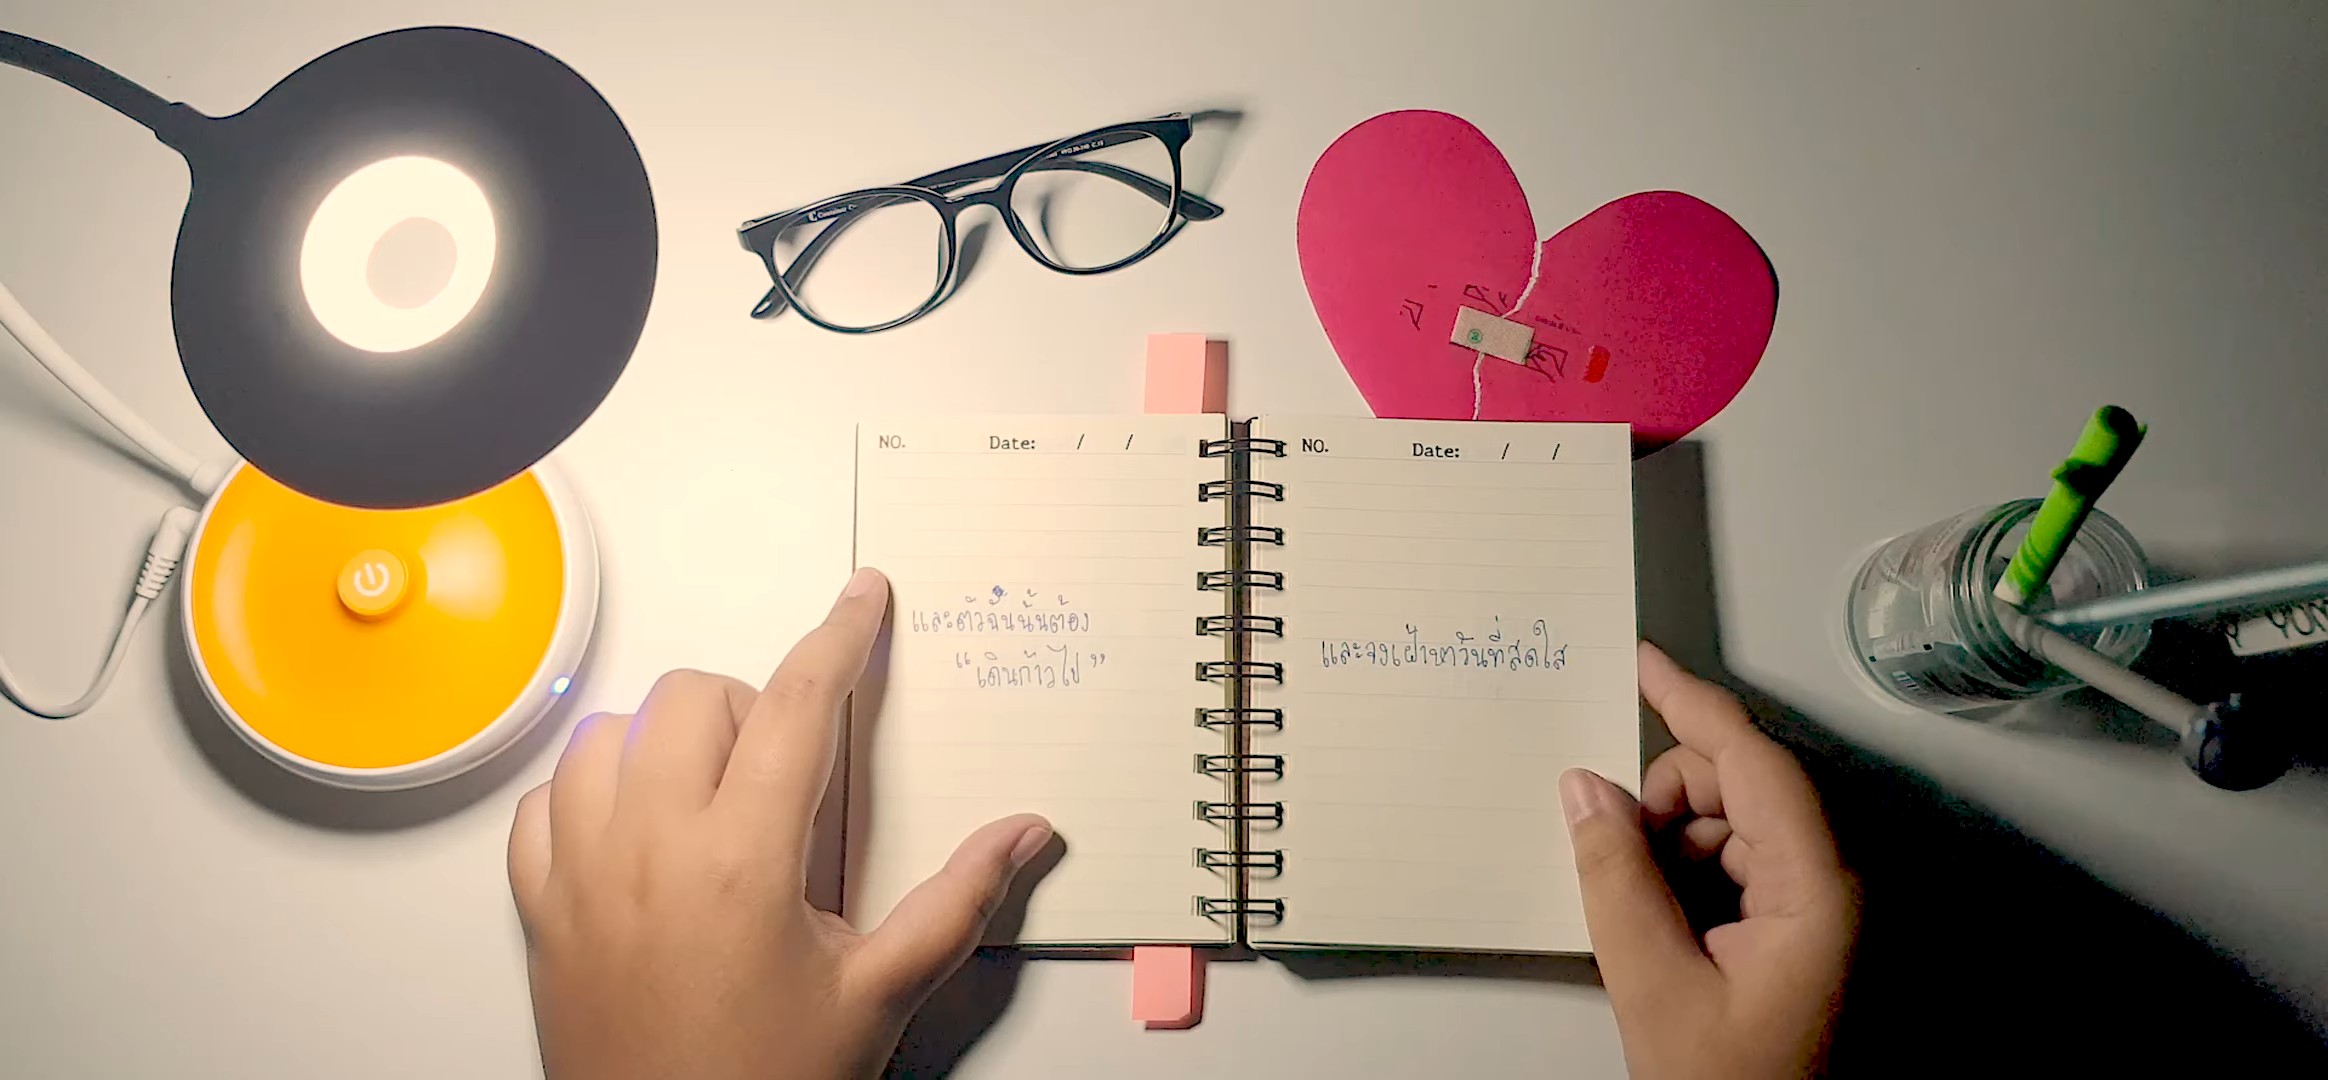 NO. Date: / /
และตัวฉันนั้นต้อง
“เดินก้าวไป”
NO. Date: / /
และจงเฝ้าหาวันที่สดใส